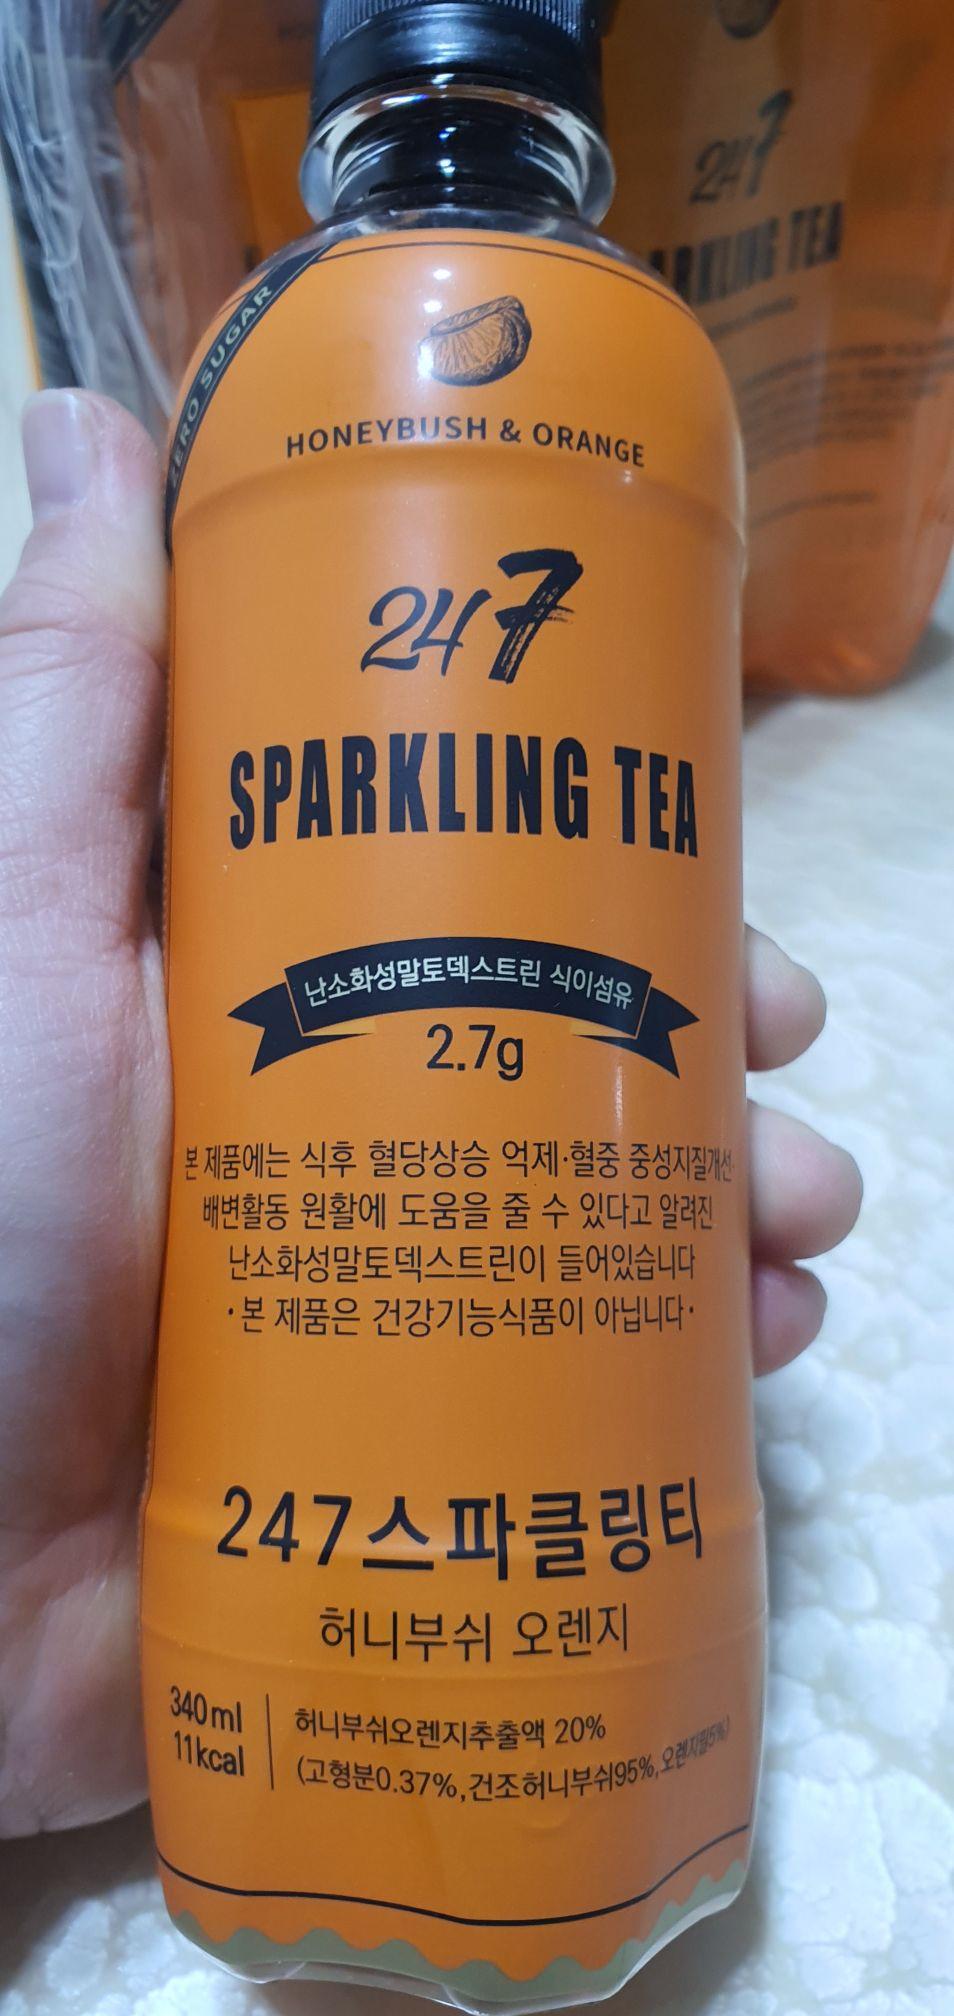 ZERO SUGAR
HONEYBUSH & ORANGE
247
SPARKLING TEA
난소화성말토덱스트린 식이섬유
2.7g
본 제품에는 식후 혈당상승 억제·혈중 중성지질개선·
배변활동 원활에 도움을 줄 수 있다고 알려진
난소화성말토덱스트린이 들어있습니다
·본 제품은 건강기능식품이 아닙니다·
247스파클링티
허니부쉬 오렌지
340ml
11kcal
허니부쉬오렌지추출액 20%
(고형분0.37%,건조허니부쉬95%,오렌지필5%)
247
SPARKLING TEA